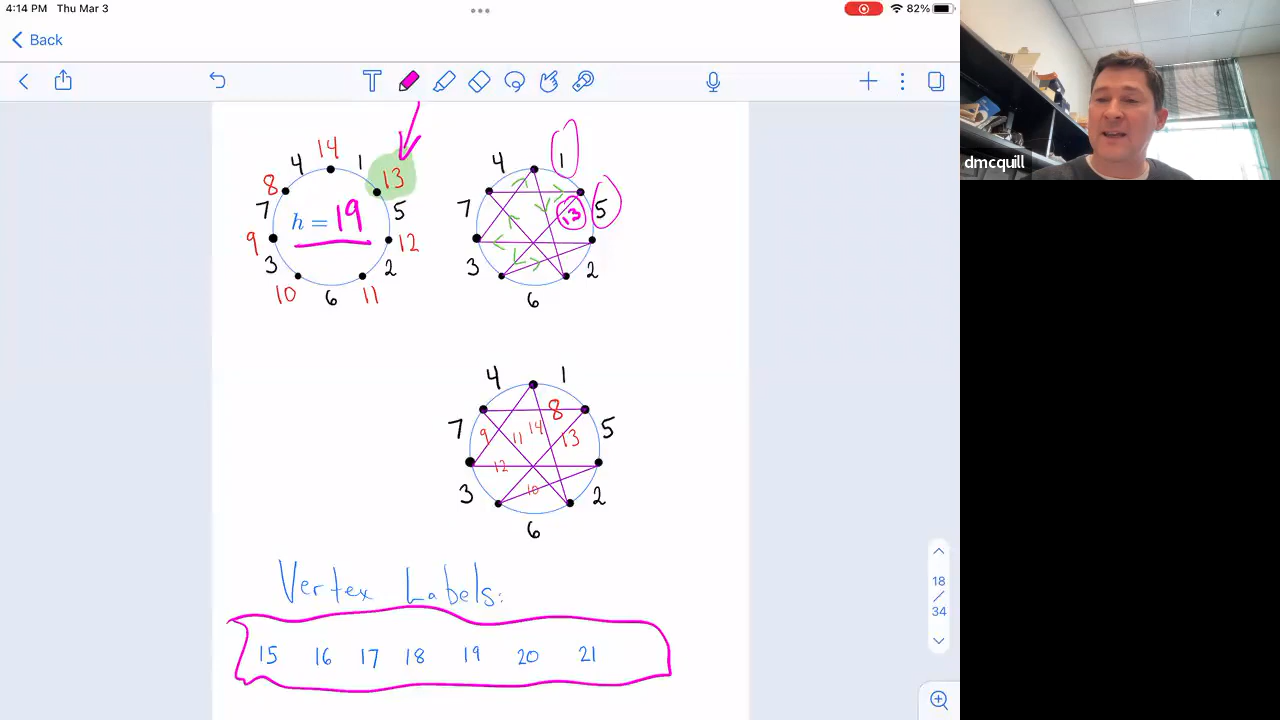 4:14 PM Thu Mar 3
82%
Back
T
14
4 1
8 13
7 h = 19 5
9 12
3 2
10 6 11
4 1
7 13 5
3 2
6
4 1
8
7 9 11 14 13 5
12
3 10 2
6
18
/
34
Vertex Labels:
15 16 17 18 19 20 21
dmcquill